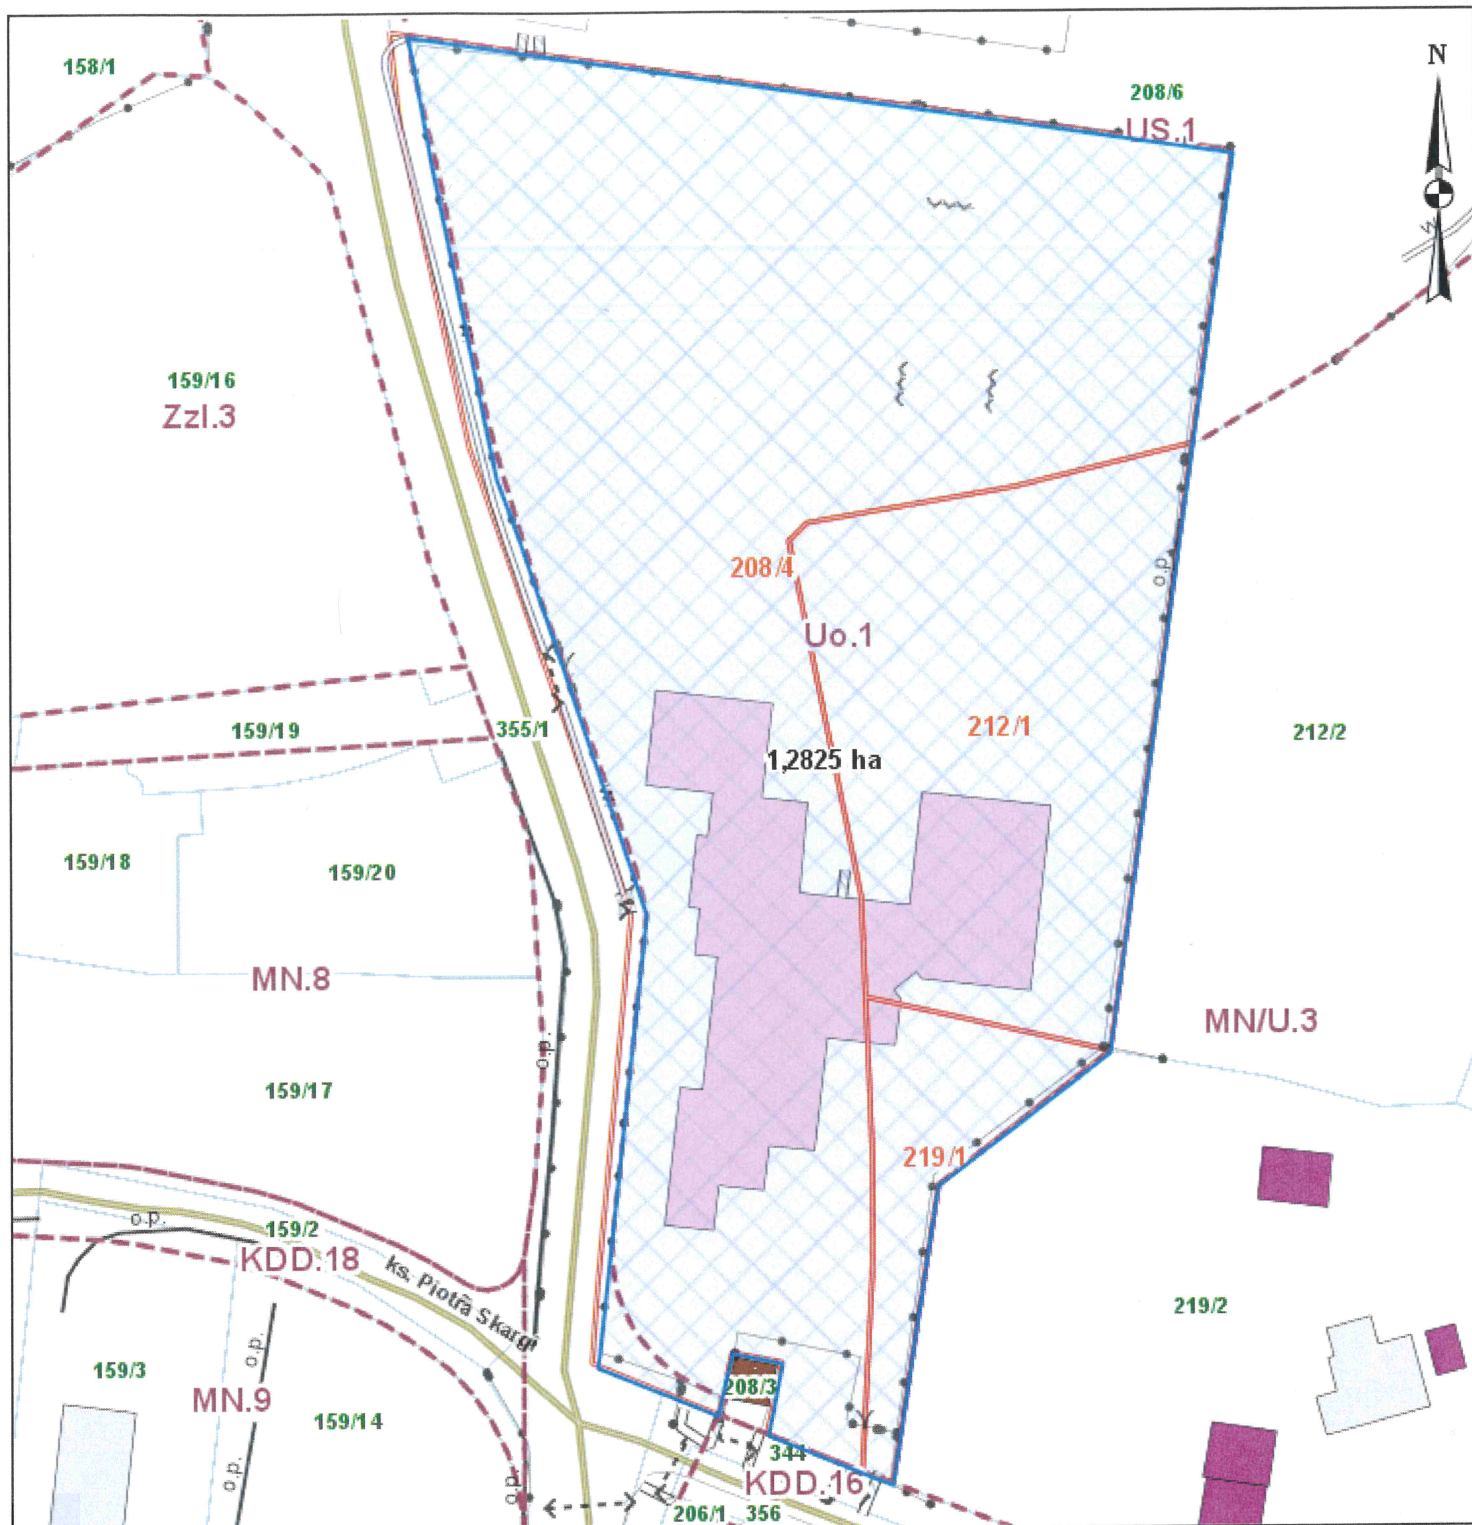 N
158/1
208/6
US.1
159/16
Zzl.3
208/4
o.p.
Uo.1
355/1
159/19
212/1
212/2
1,2825 ha
159/18
159/20
MN.8
MN/U.3
o.p.
159/17
219/1
o.p.
159/2
KDD.18
ks. Piotra Skargi
219/2
o.p.
159/3
208/3
MN.9
159/14
344
KDD.16
o.p.
o.p.
206/1
356